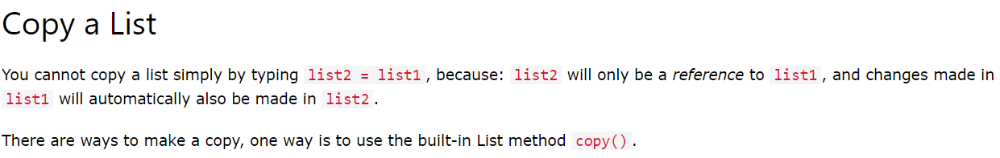 Copy a List
You cannot copy a list simply by typing list2 = list1, because: list2 will only be a reference to list1, and changes made in
list1 will automatically also be made in list2.
There are ways to make a copy, one way is to use the built-in List method copy().